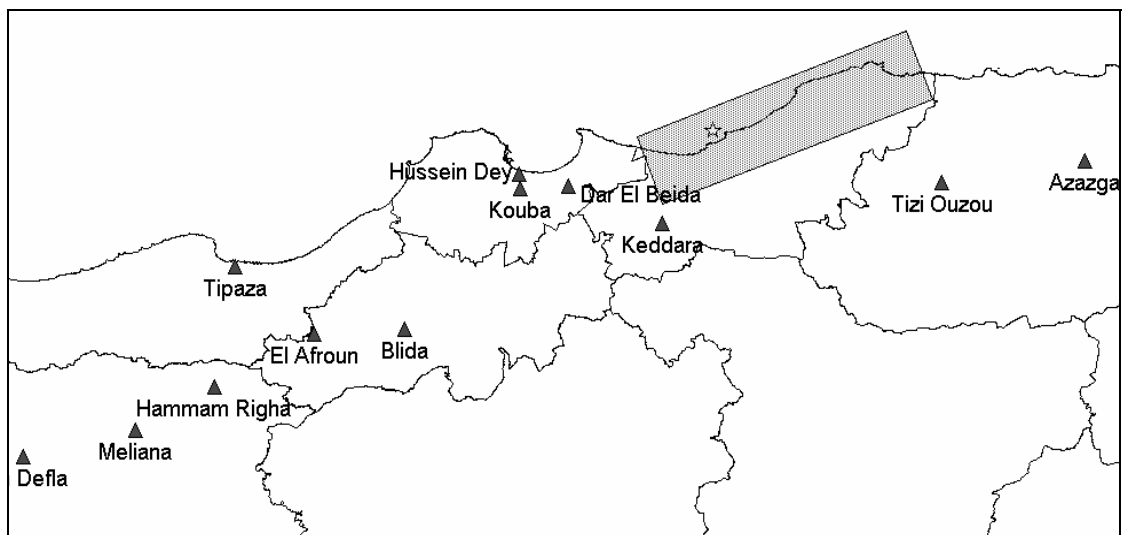 Hussein Dey
Kouba
Dar El Beida
Azazga
Tizi Ouzou
Keddara
Tipaza
El Afroun
Blida
Hammam Righa
Meliana
Defla